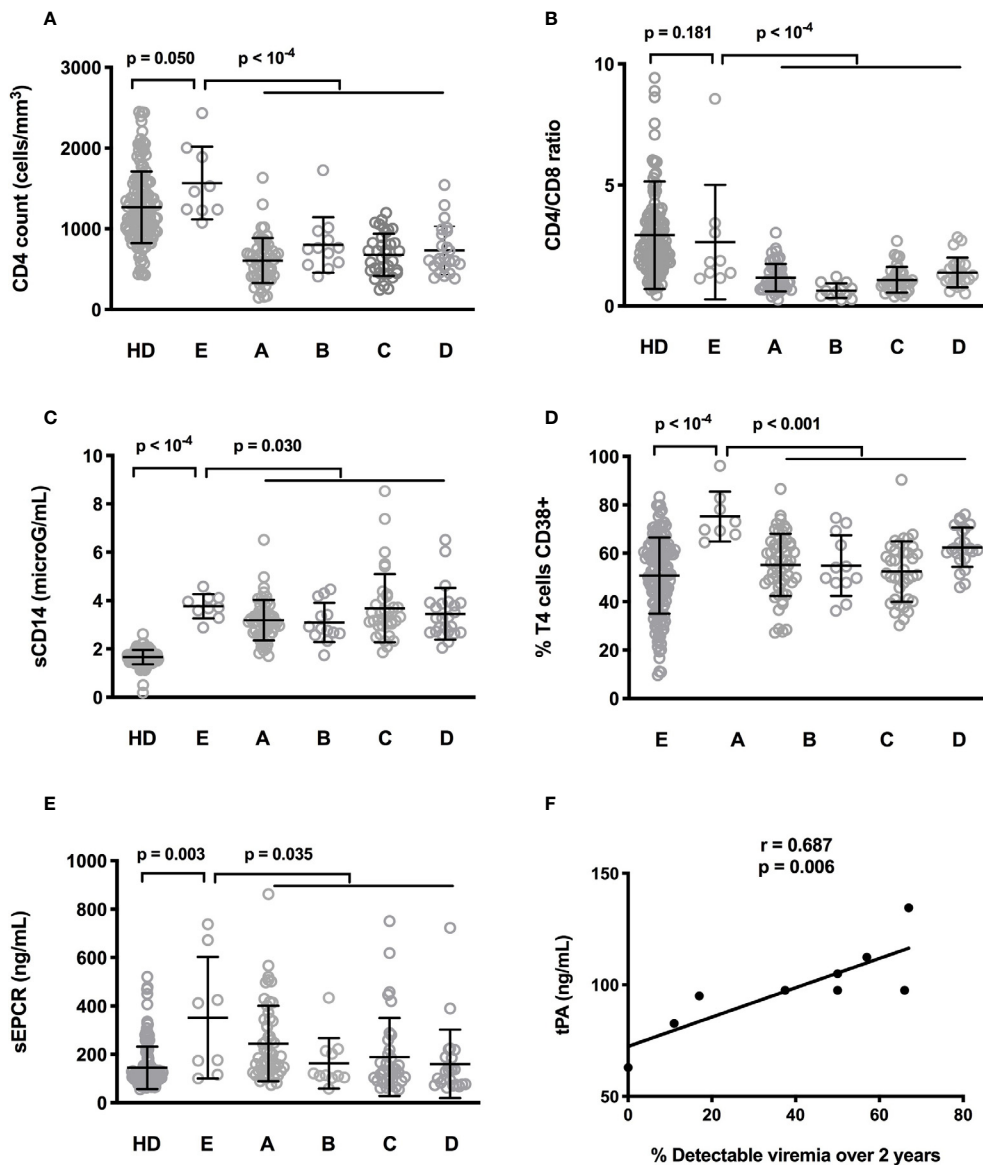 A
p = 0.050
p < 10-4
3000
2000
1000
0
CD4 count (cells/mm3)
HD E A B C D
B
p = 0.181
p < 10-4
10
5
0
CD4/CD8 ratio
HD E A B C D
C
p < 10-4
p = 0.030
10
8
6
4
2
0
sCD14 (microG/mL)
HD E A B C D
D
p < 10-4
p < 0.001
100
80
60
40
20
0
% T4 cells CD38+
E A B C D
E
p = 0.003
p = 0.035
1000
800
600
400
200
0
sEPCR (ng/mL)
HD E A B C D
F
r = 0.687
p = 0.006
150
100
50
tPA (ng/mL)
0 20 40 60 80
% Detectable viremia over 2 years